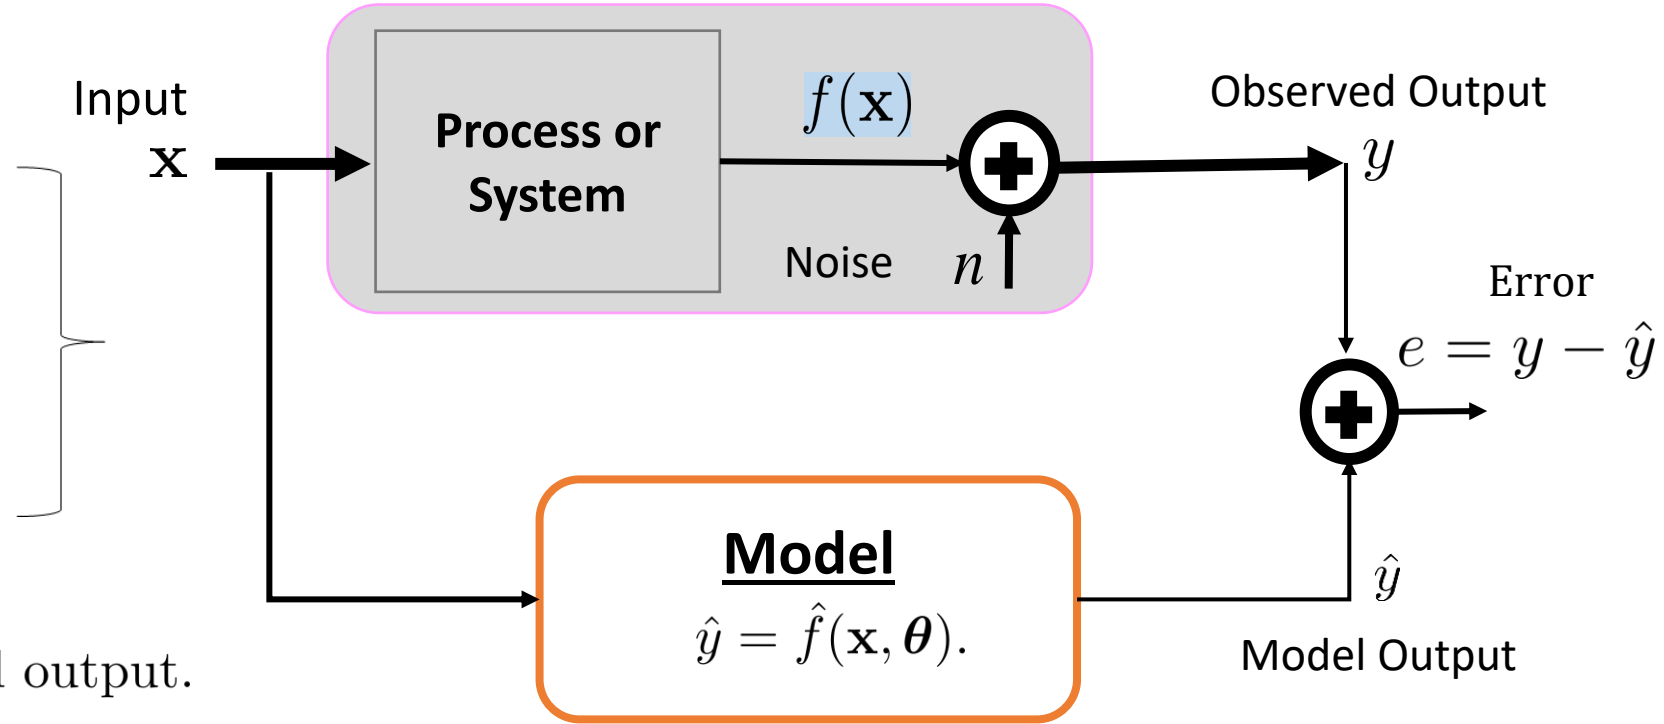 Input
x
Process or
System
f(x)
Noise
n
Observed Output
y
Error
e = y − ŷ
Model
ŷ = f̂(x, θ).
ŷ
Model Output
output.